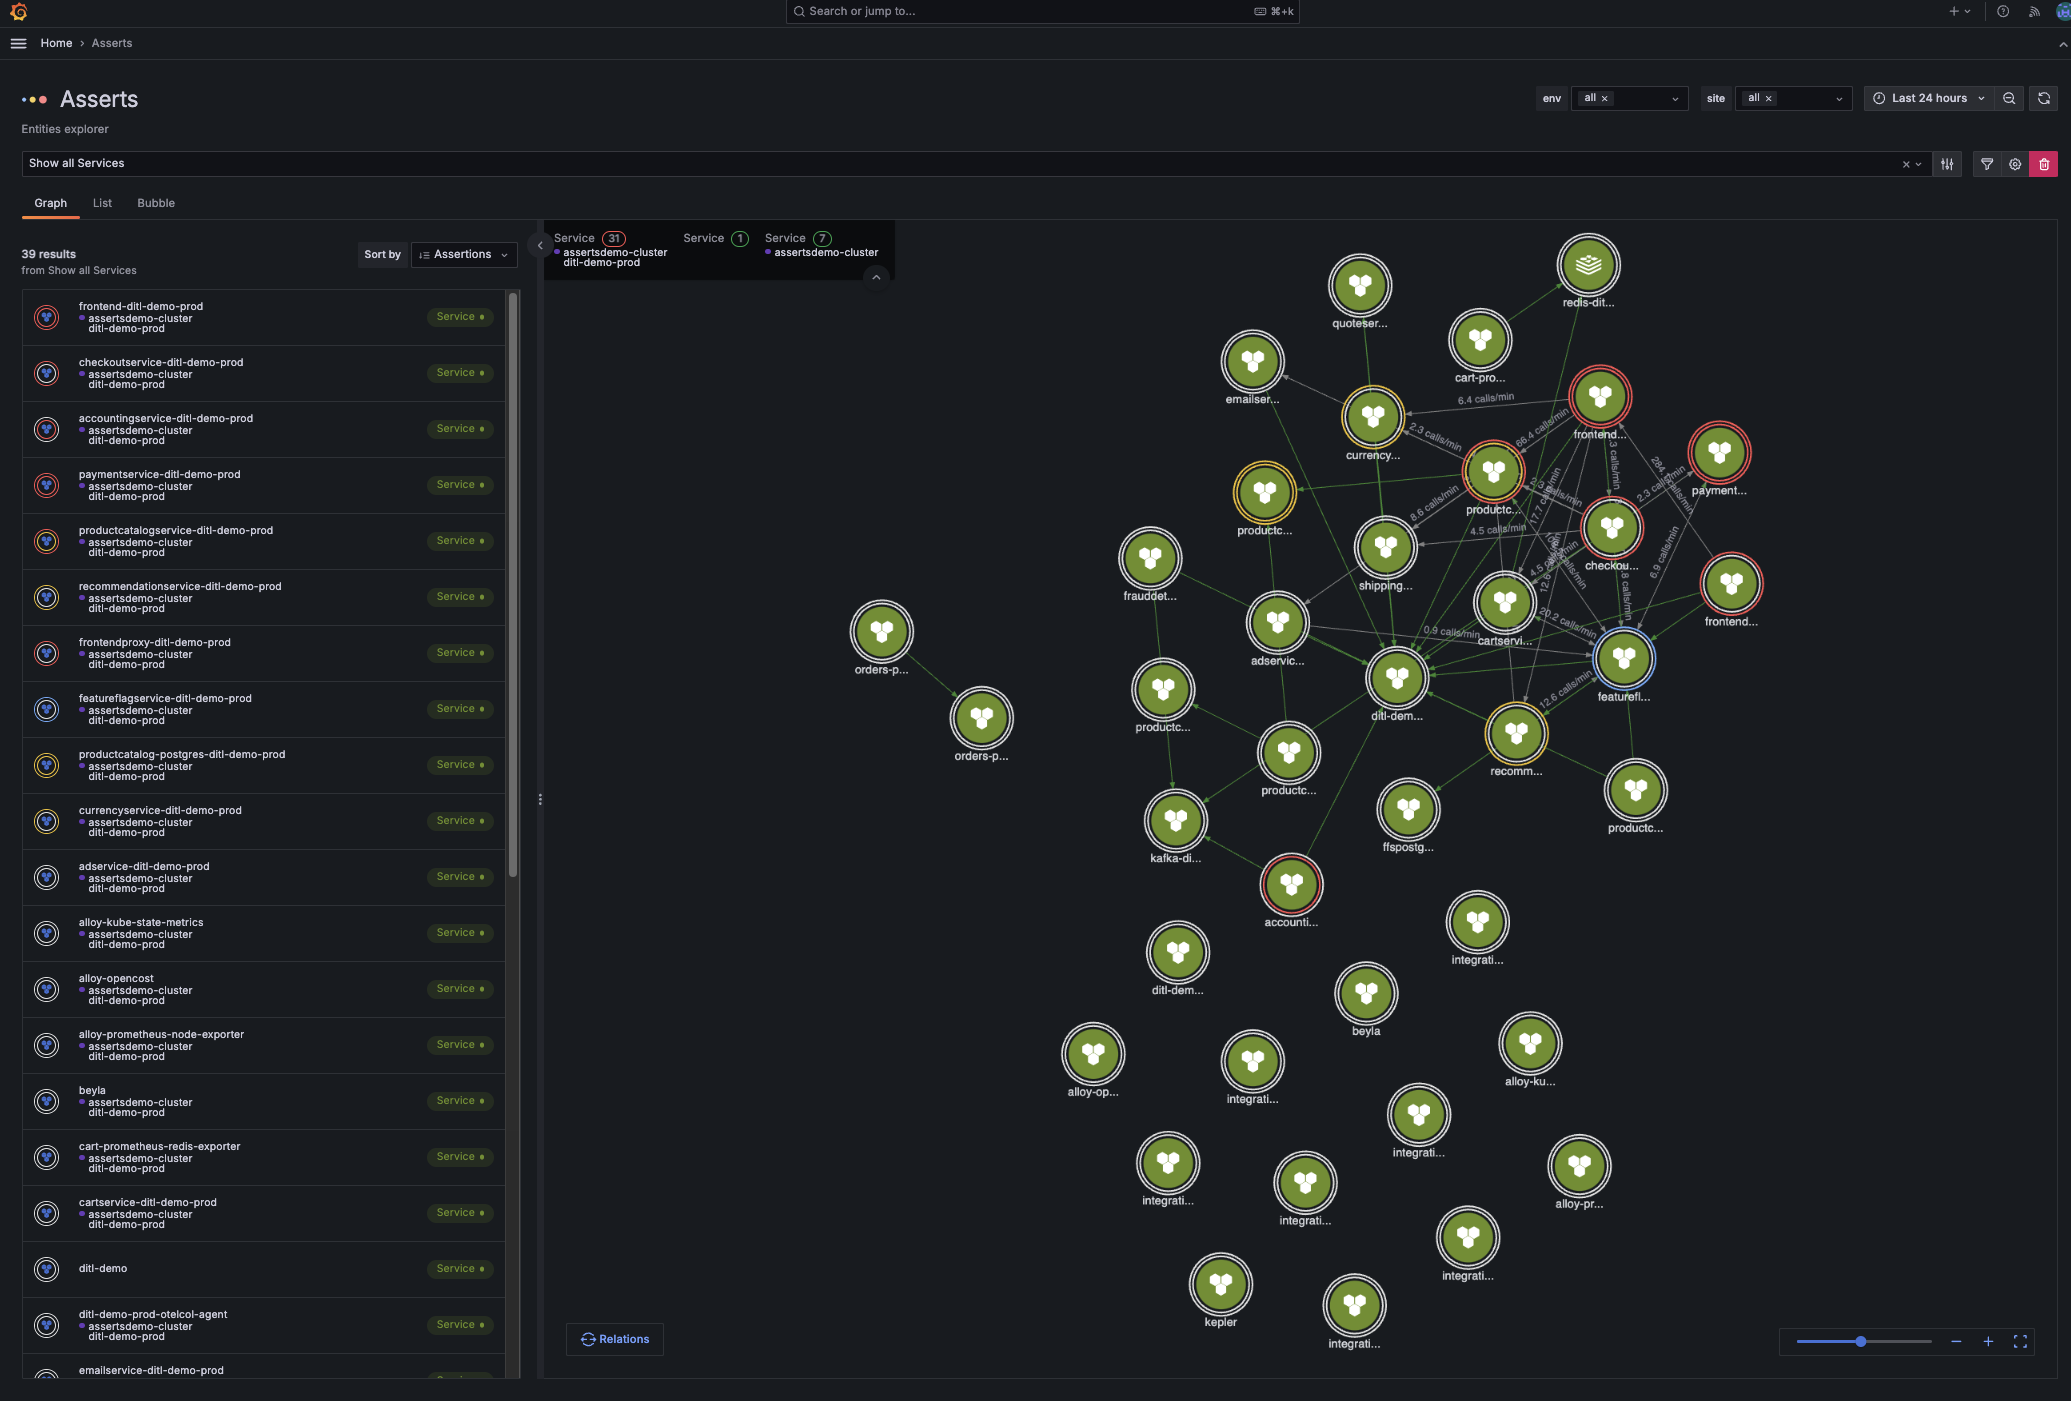 Search or jump to...
⌘+k
Home › Asserts
Asserts
env all × site all × Last 24 hours
Entities explorer
Show all Services
Graph List Bubble
39 results
from Show all Services
Sort by Assertions
frontend-ditl-demo-prod
assertsdemo-cluster
ditl-demo-prod
Service
checkoutservice-ditl-demo-prod
assertsdemo-cluster
ditl-demo-prod
Service
accountingservice-ditl-demo-prod
assertsdemo-cluster
ditl-demo-prod
Service
paymentservice-ditl-demo-prod
assertsdemo-cluster
ditl-demo-prod
Service
productcatalogservice-ditl-demo-prod
assertsdemo-cluster
ditl-demo-prod
Service
recommendationservice-ditl-demo-prod
assertsdemo-cluster
ditl-demo-prod
Service
frontendproxy-ditl-demo-prod
assertsdemo-cluster
ditl-demo-prod
Service
featureflagservice-ditl-demo-prod
assertsdemo-cluster
ditl-demo-prod
Service
productcatalog-postgres-ditl-demo-prod
assertsdemo-cluster
ditl-demo-prod
Service
currencyservice-ditl-demo-prod
assertsdemo-cluster
ditl-demo-prod
Service
adservice-ditl-demo-prod
assertsdemo-cluster
ditl-demo-prod
Service
alloy-kube-state-metrics
assertsdemo-cluster
ditl-demo-prod
Service
alloy-opencost
assertsdemo-cluster
ditl-demo-prod
Service
alloy-prometheus-node-exporter
assertsdemo-cluster
ditl-demo-prod
Service
beyla
assertsdemo-cluster
ditl-demo-prod
Service
cart-prometheus-redis-exporter
assertsdemo-cluster
ditl-demo-prod
Service
cartservice-ditl-demo-prod
assertsdemo-cluster
ditl-demo-prod
Service
ditl-demo
Service
ditl-demo-prod-otelcol-agent
assertsdemo-cluster
ditl-demo-prod
Service
emailservice-ditl-demo-prod
Service 31
assertsdemo-cluster
ditl-demo-prod
Service 1
Service 7
assertsdemo-cluster
redis-dit...
quoteser...
cart-pro...
emailser...
6.4 calls/min
frontend...
2.3 calls/min
66.4 calls/min
currency...
payment...
productc...
2.3 calls/min
productc...
8.6 calls/min
4.5 calls/min
checkou...
shipping...
6.9 calls/min
frauddet...
frontend...
20.2 calls/min
0.9 calls/min
cartservi...
adservic...
orders-p...
featurefl...
12.6 calls/min
ditl-dem...
productc...
orders-p...
recomm...
productc...
productc...
ffspostg...
kafka-di...
accounti...
integrati...
ditl-dem...
beyla
alloy-ku...
alloy-op...
integrati...
integrati...
integrati...
alloy-pr...
integrati...
integrati...
kepler
integrati...
Relations